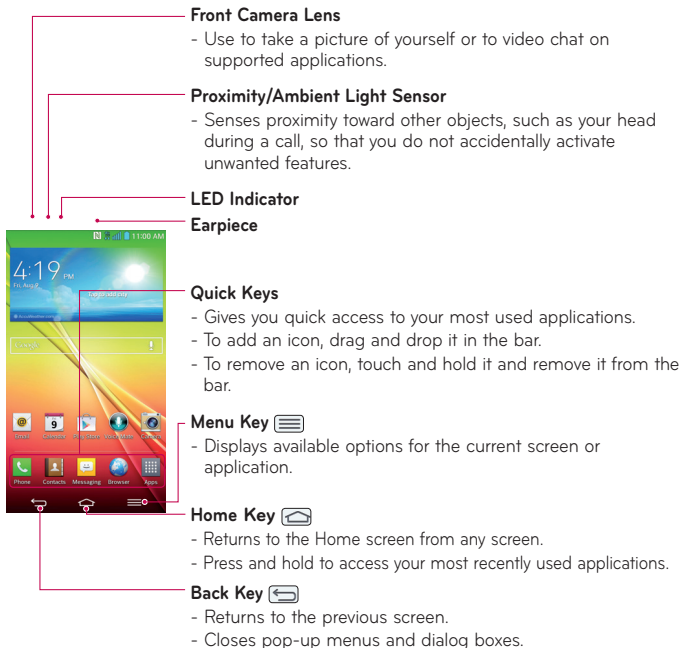 Front Camera Lens
- Use to take a picture of yourself or to video chat on
supported applications.
Proximity/Ambient Light Sensor
- Senses proximity toward other objects, such as your head
during a call, so that you do not accidentally activate
unwanted features.
LED Indicator
Earpiece
11:00 AM
4:19 PM
Fri, Aug 9
Quick Keys
- Gives you quick access to your most used applications.
- To add an icon, drag and drop it in the bar.
- To remove an icon, touch and hold it and remove it from the
bar.
9
Email Calendar Play Store Camera
Phone Contacts Messaging Browser Apps
Menu Key
- Displays available options for the current screen or
application.
Home Key
- Returns to the Home screen from any screen.
- Press and hold to access your most recently used applications.
Back Key
- Returns to the previous screen.
- Closes pop-up menus and dialog boxes.